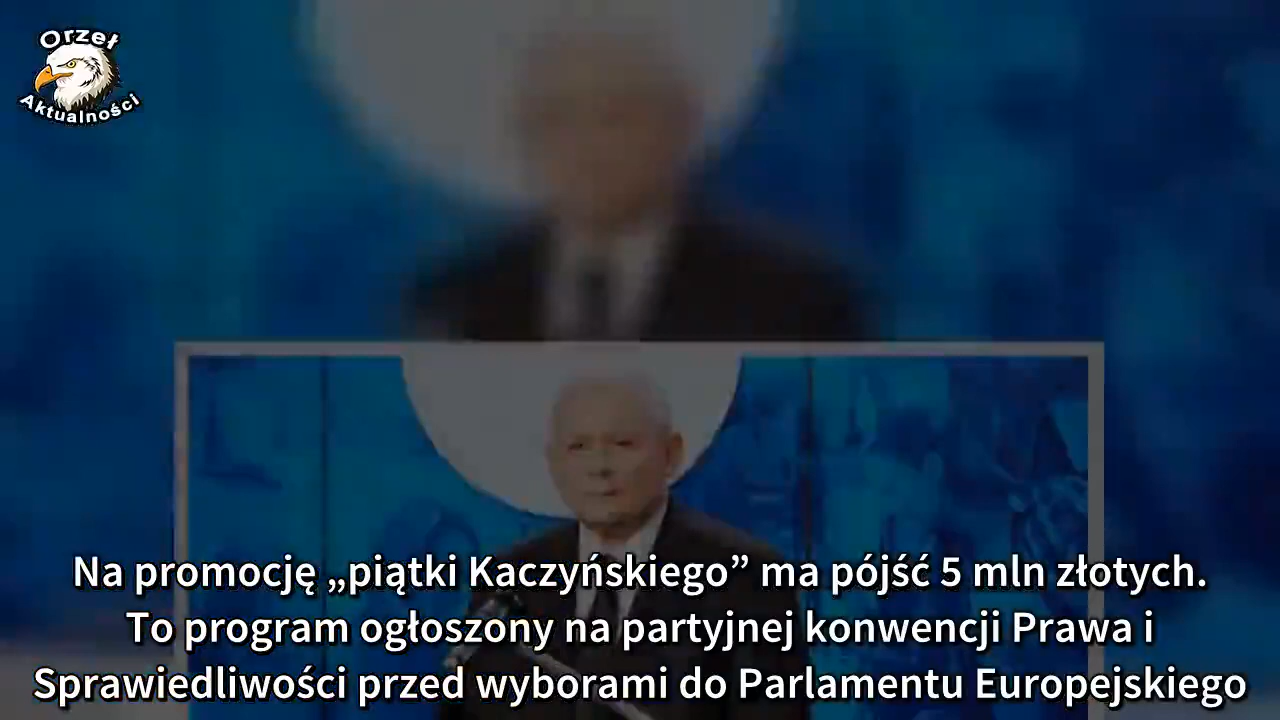 Orzeł
Aktualności
Na promocję „piątki Kaczyńskiego” ma pójść 5 mln złotych.
To program ogłoszony na partyjnej konwencji Prawa i
Sprawiedliwości przed wyborami do Parlamentu Europejskiego